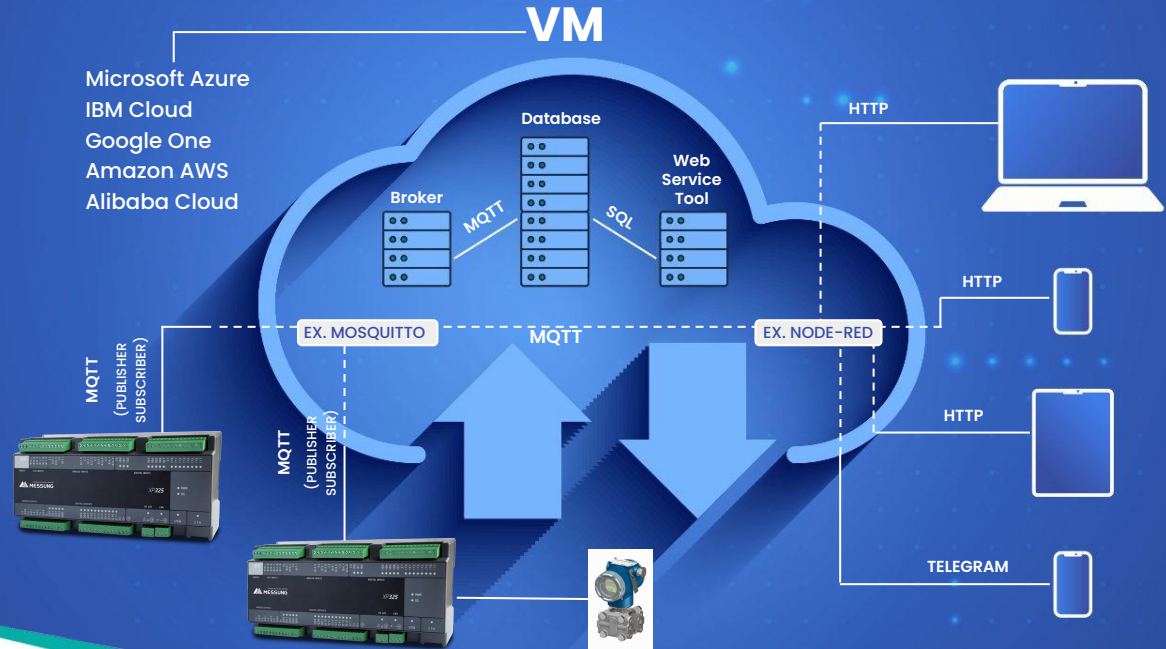 VM
Microsoft Azure
IBM Cloud
Google One
Amazon AWS
Alibaba Cloud
Database
Broker
Web
Service
Tool
MQTT
SQL
HTTP
HTTP
EX. MOSQUITTO
MQTT
EX. NODE-RED
MQTT
(PUBLISHER
SUBSCRIBER)
MQTT
(PUBLISHER
SUBSCRIBER)
HTTP
TELEGRAM
MESSUNG
XP325
MESSUNG
XP325